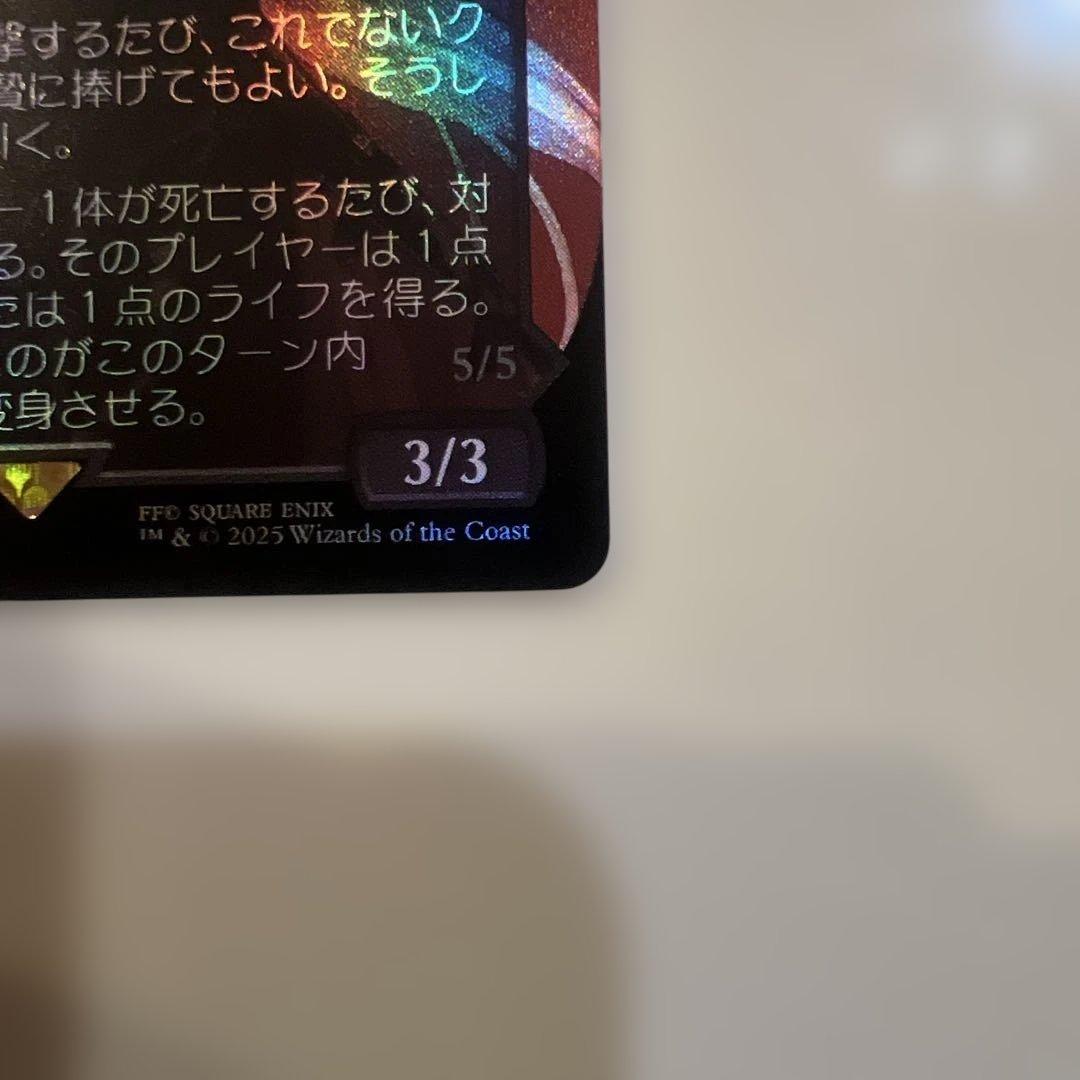 撃するたび、これでないク
贄に捧げてもよい。そうし
引く。
ー１体が死亡するたび、対
る。そのプレイヤーは１点
たは１点のライフを得る。
のがこのターン内
変身させる。
5/5
3/3
FF© SQUARE ENIX
™ & © 2025 Wizards of the Coast